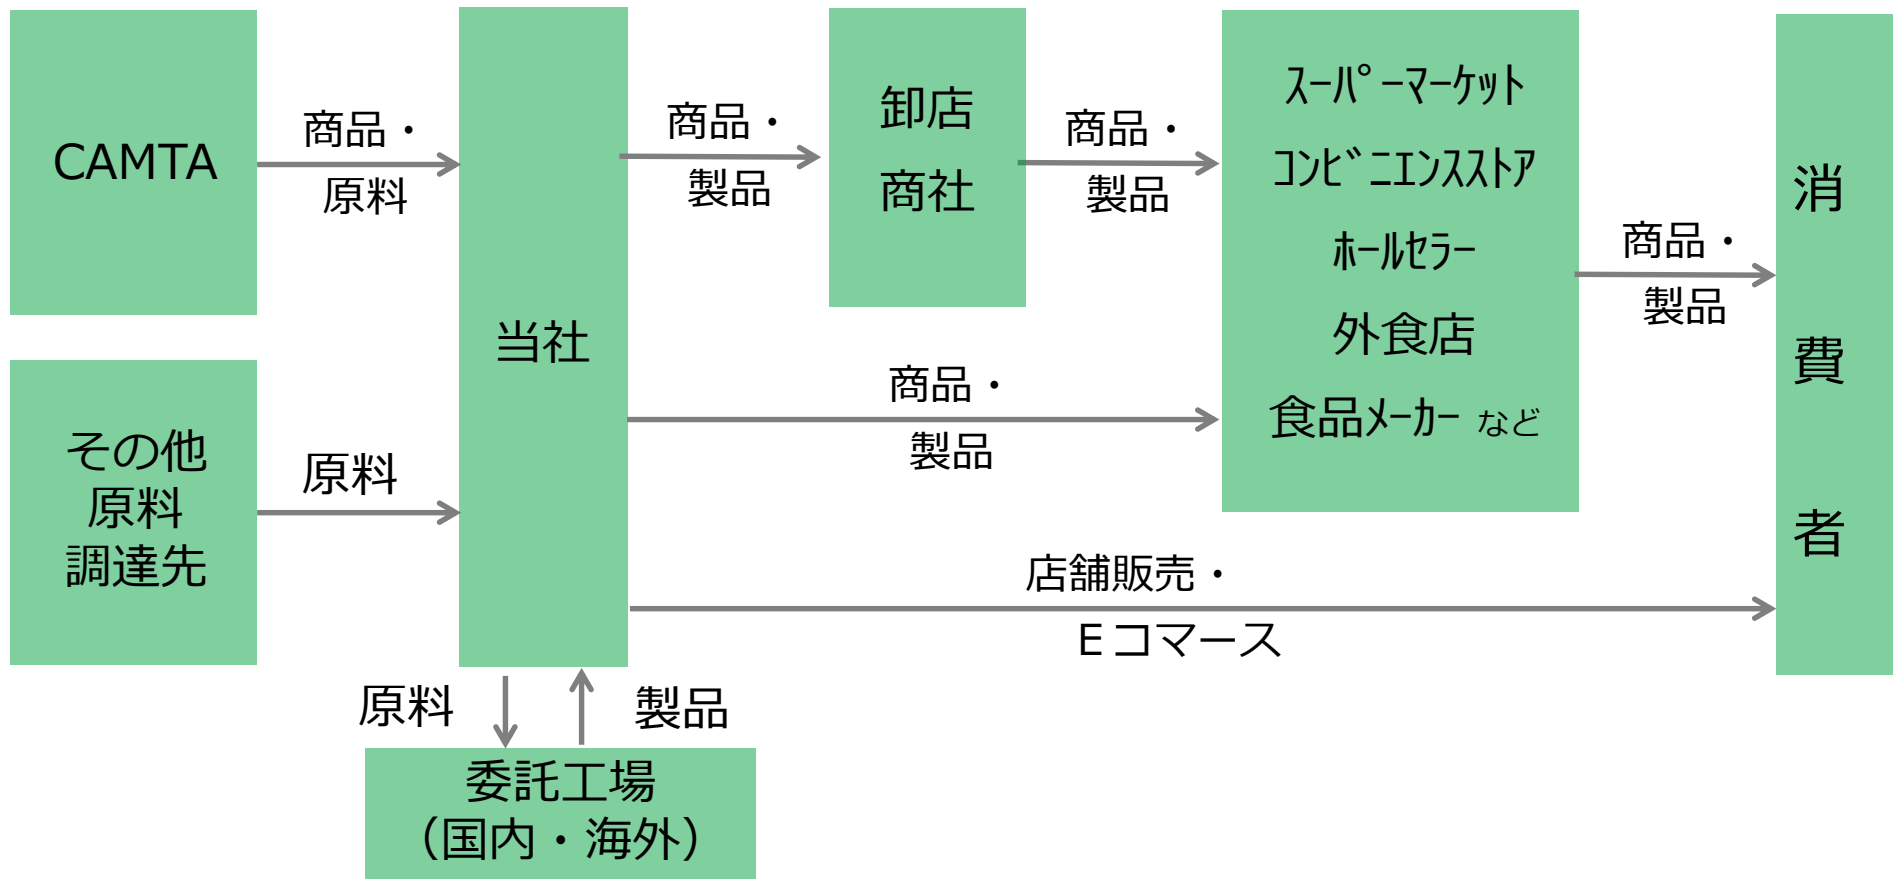 CAMTA
商品・
原料
その他
原料
調達先
原料
当社
原料
製品
委託工場
（国内・海外）
商品・
製品
卸店
商社
商品・
製品
商品・
製品
店舗販売・
Ｅコマース
ｽｰﾊﾟｰﾏｰｹｯﾄ
ｺﾝﾋﾞﾆｴﾝｽｽﾄｱ
ﾎｰﾙｾﾗｰ
外食店
食品ﾒｰｶｰ など
商品・
製品
消
費
者